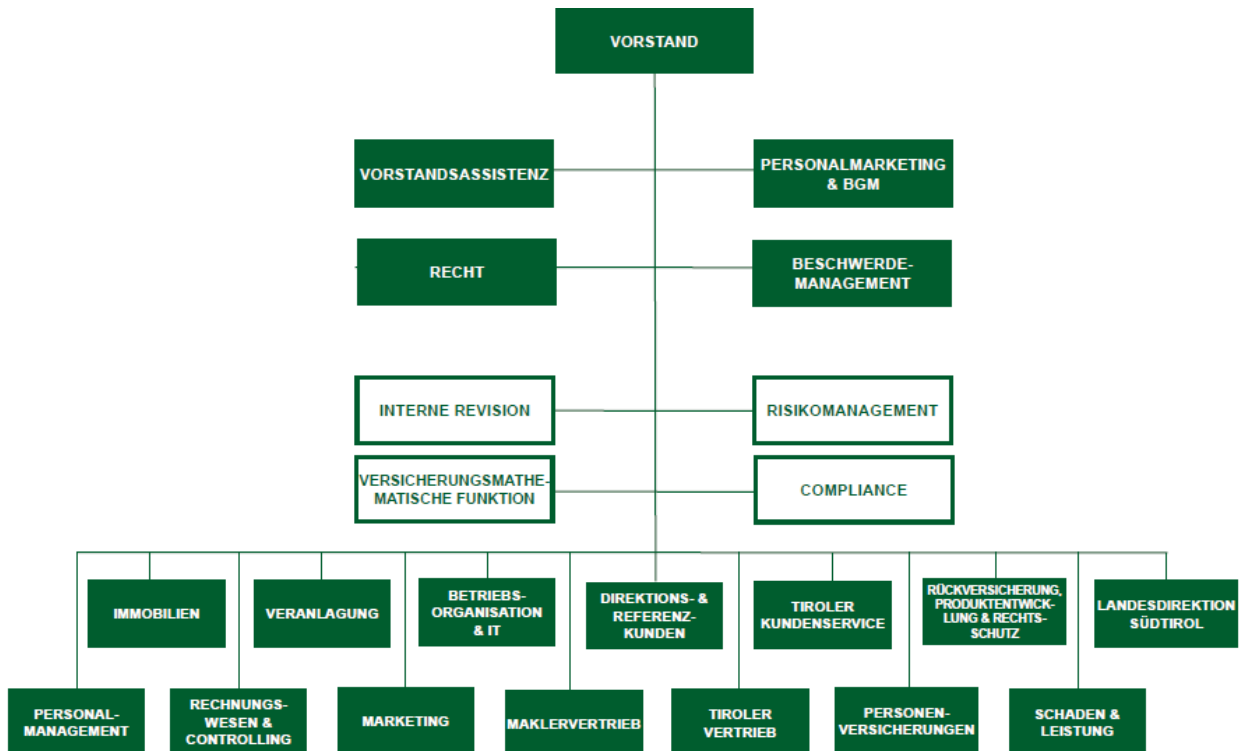 VORSTAND
VORSTANDSASSISTENZ
PERSONALMARKETING
& BGM
RECHT
BESCHWERDE-
MANAGEMENT
INTERNE REVISION
RISIKOMANAGEMENT
VERSICHERUNGSMATHE-
MATISCHE FUNKTION
COMPLIANCE
IMMOBILIEN
VERANLAGUNG
BETRIEBS-
ORGANISATION
& IT
DIREKTIONS- &
REFERENZ-
KUNDEN
TIROLER
KUNDENSERVICE
RÜCKVERSICHERUNG,
PRODUKTENTWICK-
LUNG & RECHTS-
SCHUTZ
LANDESDIREKTION
SÜDTIROL
PERSONAL-
MANAGEMENT
RECHNUNGS-
WESEN &
CONTROLLING
MARKETING
MAKLERVERTRIEB
TIROLER
VERTRIEB
PERSONEN-
VERSICHERUNGEN
SCHADEN &
LEISTUNG